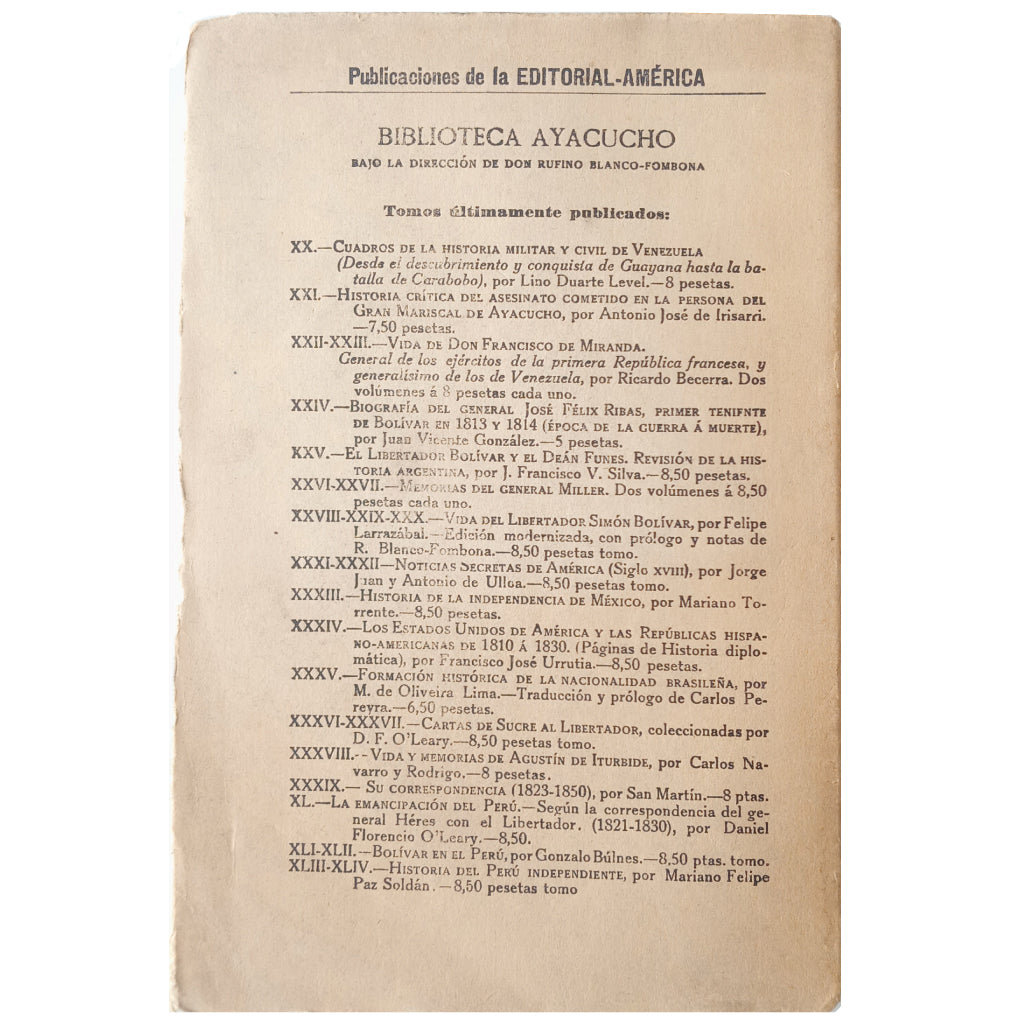 Publicaciones de la EDITORIAL-AMÉRICA
BIBLIOTECA AYACUCHO
BAJO LA DIRECCIÓN DE DON RUFINO BLANCO-FOMBONA
Tomos últimamente publicados:
XX.—CUADROS DE LA HISTORIA MILITAR Y CIVIL DE VENEZUELA
(Desde el descubrimiento y conquista de Guayana hasta la ba-
talla de Carabobo), por Lino Duarte Level.—8 pesetas.
XXI.—HISTORIA CRÍTICA DEL ASESINATO COMETIDO EN LA PERSONA DEL
GRAN MARISCAL DE AYACUCHO, por Antonio José de Irisarri.
—7,50 pesetas.
XXII-XXIII.—VIDA DE DON FRANCISCO DE MIRANDA.
General de los ejércitos de la primera República francesa, y
generalísimo de los de Venezuela, por Ricardo Becerra. Dos
volúmenes á 8 pesetas cada uno.
XXIV.—BIOGRAFÍA DEL GENERAL JOSÉ FÉLIX RIBAS, PRIMER TENIENTE
DE BOLÍVAR EN 1813 Y 1814 (ÉPOCA DE LA GUERRA Á MUERTE),
por Juan Vicente González.—5 pesetas.
XXV.—EL LIBERTADOR BOLÍVAR Y EL DEÁN FUNES. REVISIÓN DE LA HIS-
TORIA ARGENTINA, por J. Francisco V. Silva.—8,50 pesetas.
XXVI-XXVII.—MEMORIAS DEL GENERAL MILLER. Dos volúmenes á 8,50
pesetas cada uno.
XXVIII-XXIX-XXX.—VIDA DEL LIBERTADOR SIMÓN BOLÍVAR, por Felipe
Larrazábal.—Edición modernizada, con prólogo y notas de
R. Blanco-Fombona.—8,50 pesetas tomo.
XXXI-XXXII—NOTICIAS SECRETAS DE AMÉRICA (Siglo XVIII), por Jorge
Juan y Antonio de Ulloa.—8,50 pesetas tomo.
XXXIII.—HISTORIA DE LA INDEPENDENCIA DE MÉXICO, por Mariano To-
rrente.—8,50 pesetas.
XXXIV.—LOS ESTADOS UNIDOS DE AMÉRICA Y LAS REPÚBLICAS HISPA-
NO-AMERICANAS DE 1810 Á 1830. (Páginas de Historia diplo-
mática), por Francisco José Urrutia.—8,50 pesetas.
XXXV.—FORMACIÓN HISTÓRICA DE LA NACIONALIDAD BRASILEÑA, por
M. de Oliveira Lima.—Traducción y prólogo de Carlos Pe-
reyra.—6,50 pesetas.
XXXVI-XXXVII.—CARTAS DE SUCRE AL LIBERTADOR, coleccionadas por
D. F. O'Leary.—8,50 pesetas tomo.
XXXVIII.—VIDA Y MEMORIAS DE AGUSTÍN DE ITURBIDE, por Carlos Na-
varro y Rodrigo.—8 pesetas.
XXXIX.— SU CORRESPONDENCIA (1823-1850), por San Martín.—8 ptas.
XL.—LA EMANCIPACIÓN DEL PERÚ.—Según la correspondencia del ge-
neral Héres con el Libertador. (1821-1830), por Daniel
Florencio O'Leary.—8,50.
XLI-XLII.—BOLÍVAR EN EL PERÚ, por Gonzalo Búlnes.—8,50 ptas. tomo.
XLIII-XLIV.—HISTORIA DEL PERÚ INDEPENDIENTE, por Mariano Felipe
Paz Soldán.—8,50 pesetas tomo